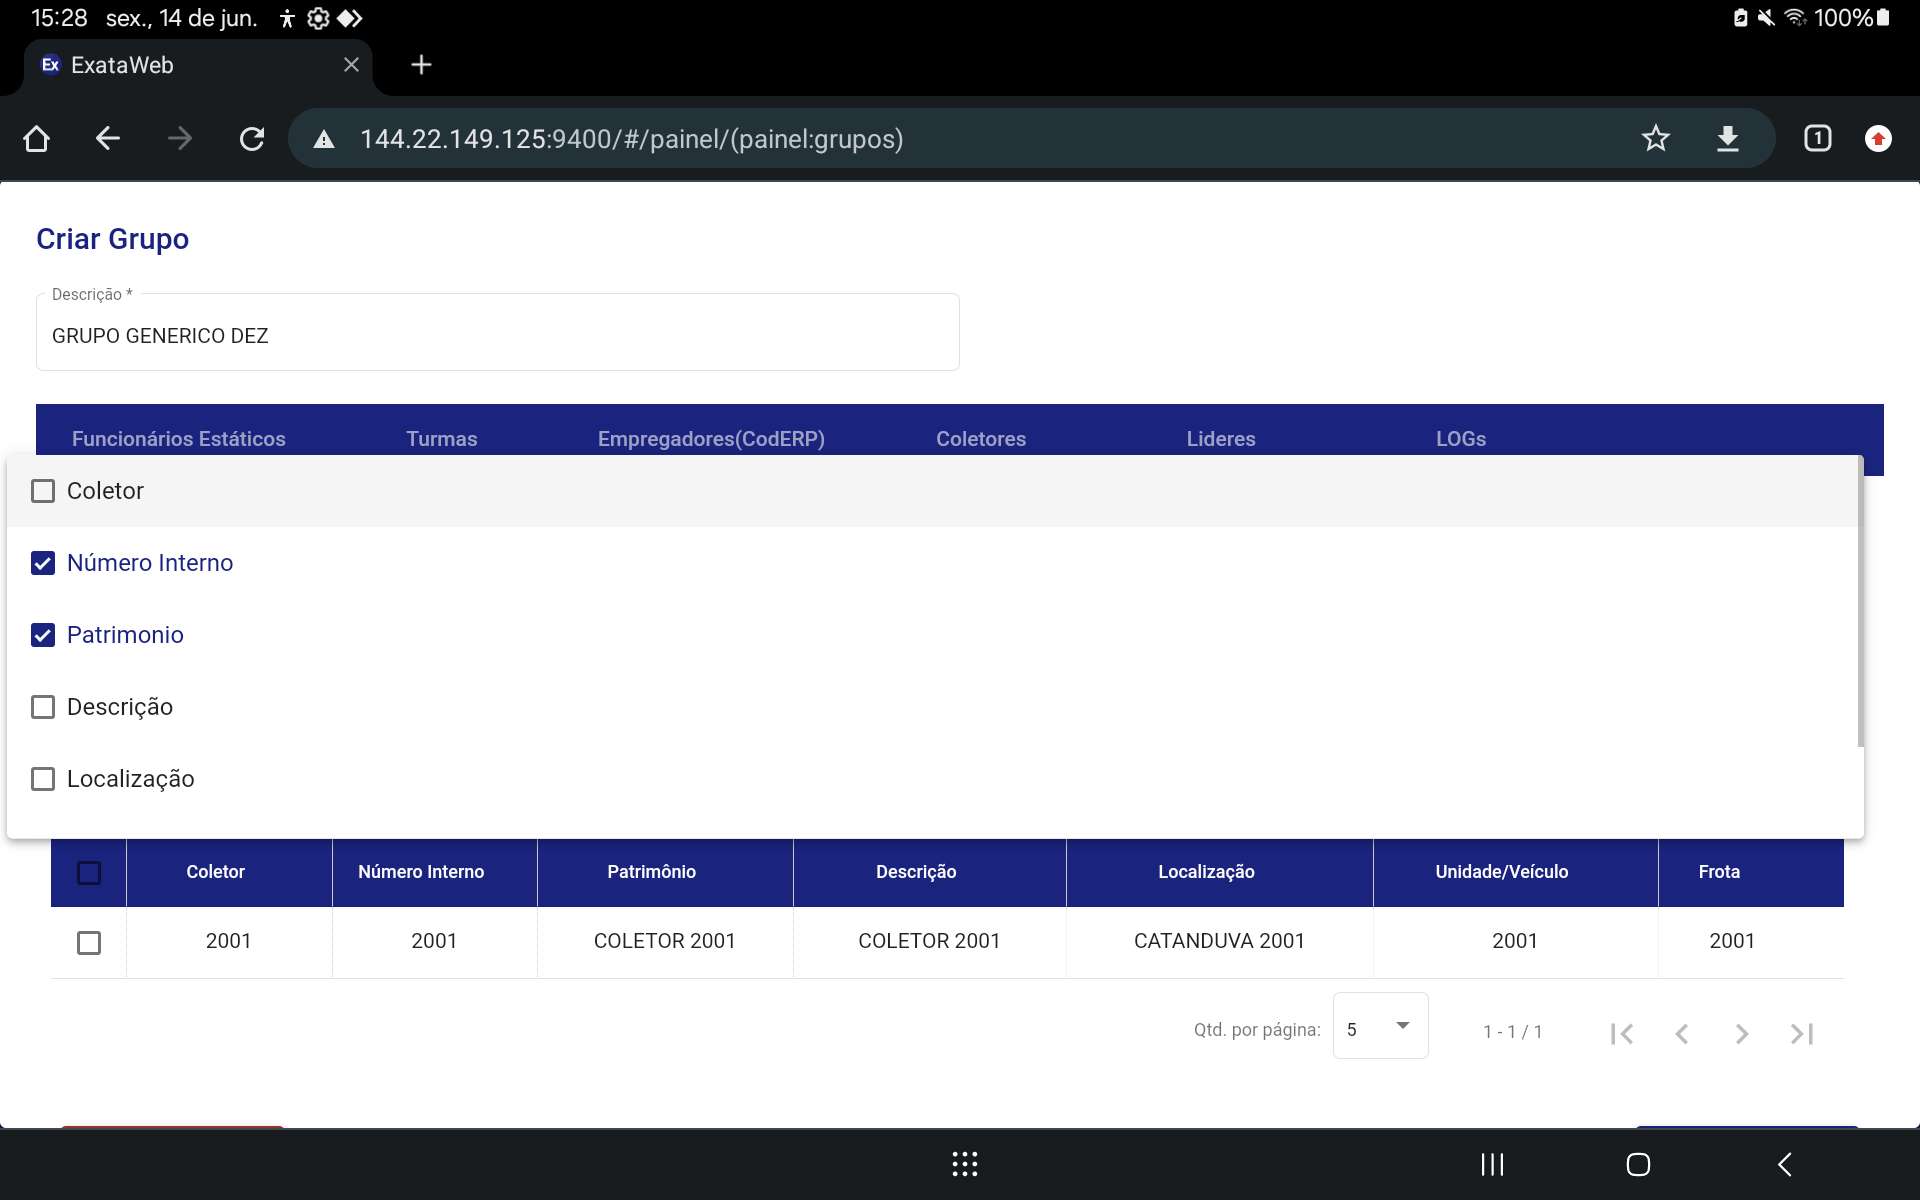 15:28 sex., 14 de jun. 100%
Ex ExataWeb
144.22.149.125:9400/#/painel/(painel:grupos) 1
Criar Grupo
Descrição *
GRUPO GENERICO DEZ
Funcionários Estáticos Turmas Empregadores(CodERP) Coletores Lideres LOGs
Coletor
Número Interno
Patrimonio
Descrição
Localização
Coletor Número Interno Patrimônio Descrição Localização Unidade/Veículo Frota
2001 2001 COLETOR 2001 COLETOR 2001 CATANDUVA 2001 2001 2001
Qtd. por página: 5 1 - 1 / 1